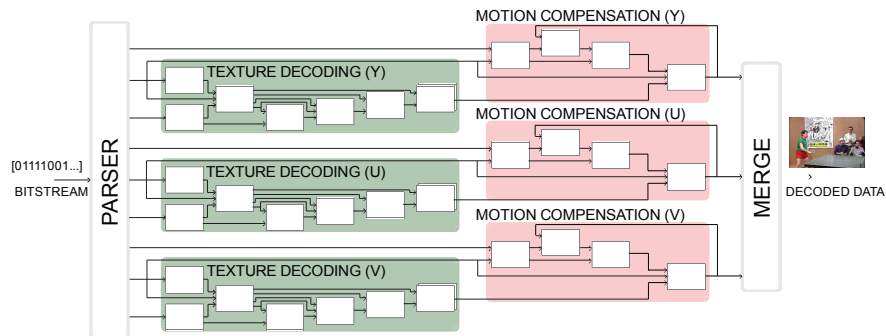 MOTION COMPENSATION (Y)
TEXTURE DECODING (Y)
MOTION COMPENSATION (U)
[01111001...]
BITSTREAM
PARSER
TEXTURE DECODING (U)
MERGE
DECODED DATA
MOTION COMPENSATION (V)
TEXTURE DECODING (V)